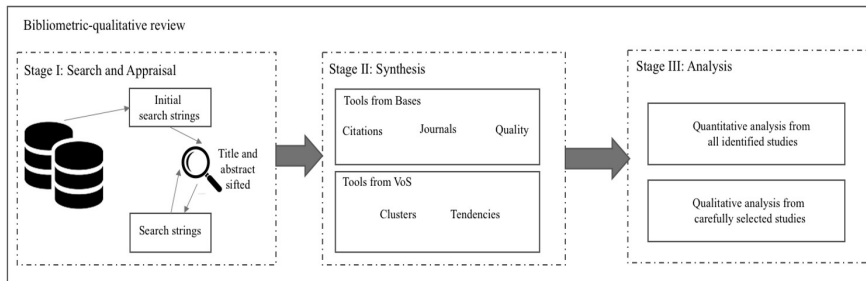 Bibliometric-qualitative review
Stage I: Search and Appraisal
Initial
search strings
Title and
abstract
sifted
Search strings
Stage II: Synthesis
Tools from Bases
Citations Journals Quality
Tools from VoS
Clusters Tendencies
Stage III: Analysis
Quantitative analysis from
all identified studies
Qualitative analysis from
carefully selected studies